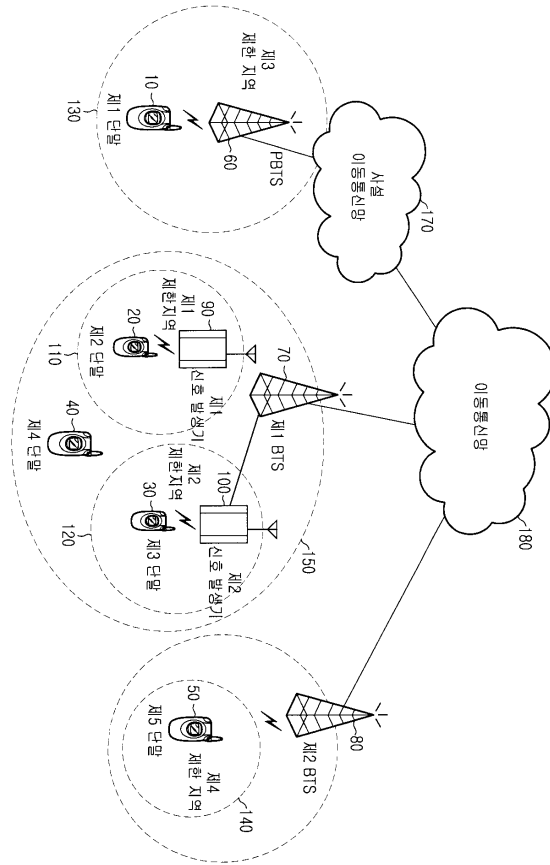 이동통신망
180
사설
이동통신망
170
PBTS
60
제3
제한 지역
10
제1 단말
130
70
제1 BTS
90
제1
신호 발생기
제1
제한지역
20
제2 단말
110
40
제4 단말
100
제2
신호 발생기
제2
제한지역
30
제3 단말
120
150
80
제2 BTS
50
제5 단말
제4
제한 지역
140